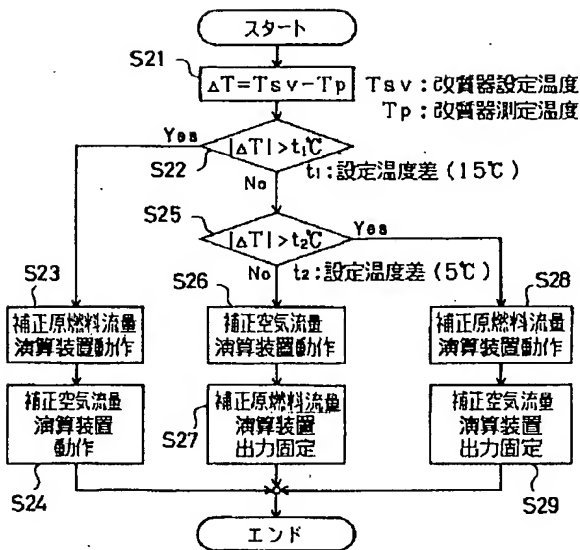 スタート
S21
ΔT=Tsv-Tp
Tsv:改質器設定温度
Tp:改質器測定温度
Yes
|ΔT|>t₁℃
S22
t₁:設定温度差(15℃)
No
S25
|ΔT|>t₂℃
Yes
S23
No
t₂:設定温度差(5℃)
S26
S28
補正原燃料流量
演算装置動作
補正空気流量
演算装置動作
補正原燃料流量
演算装置動作
補正空気流量
演算装置
動作
補正原燃料流量
演算装置
出力固定
補正空気流量
演算装置
出力固定
S24
S27
S29
エンド